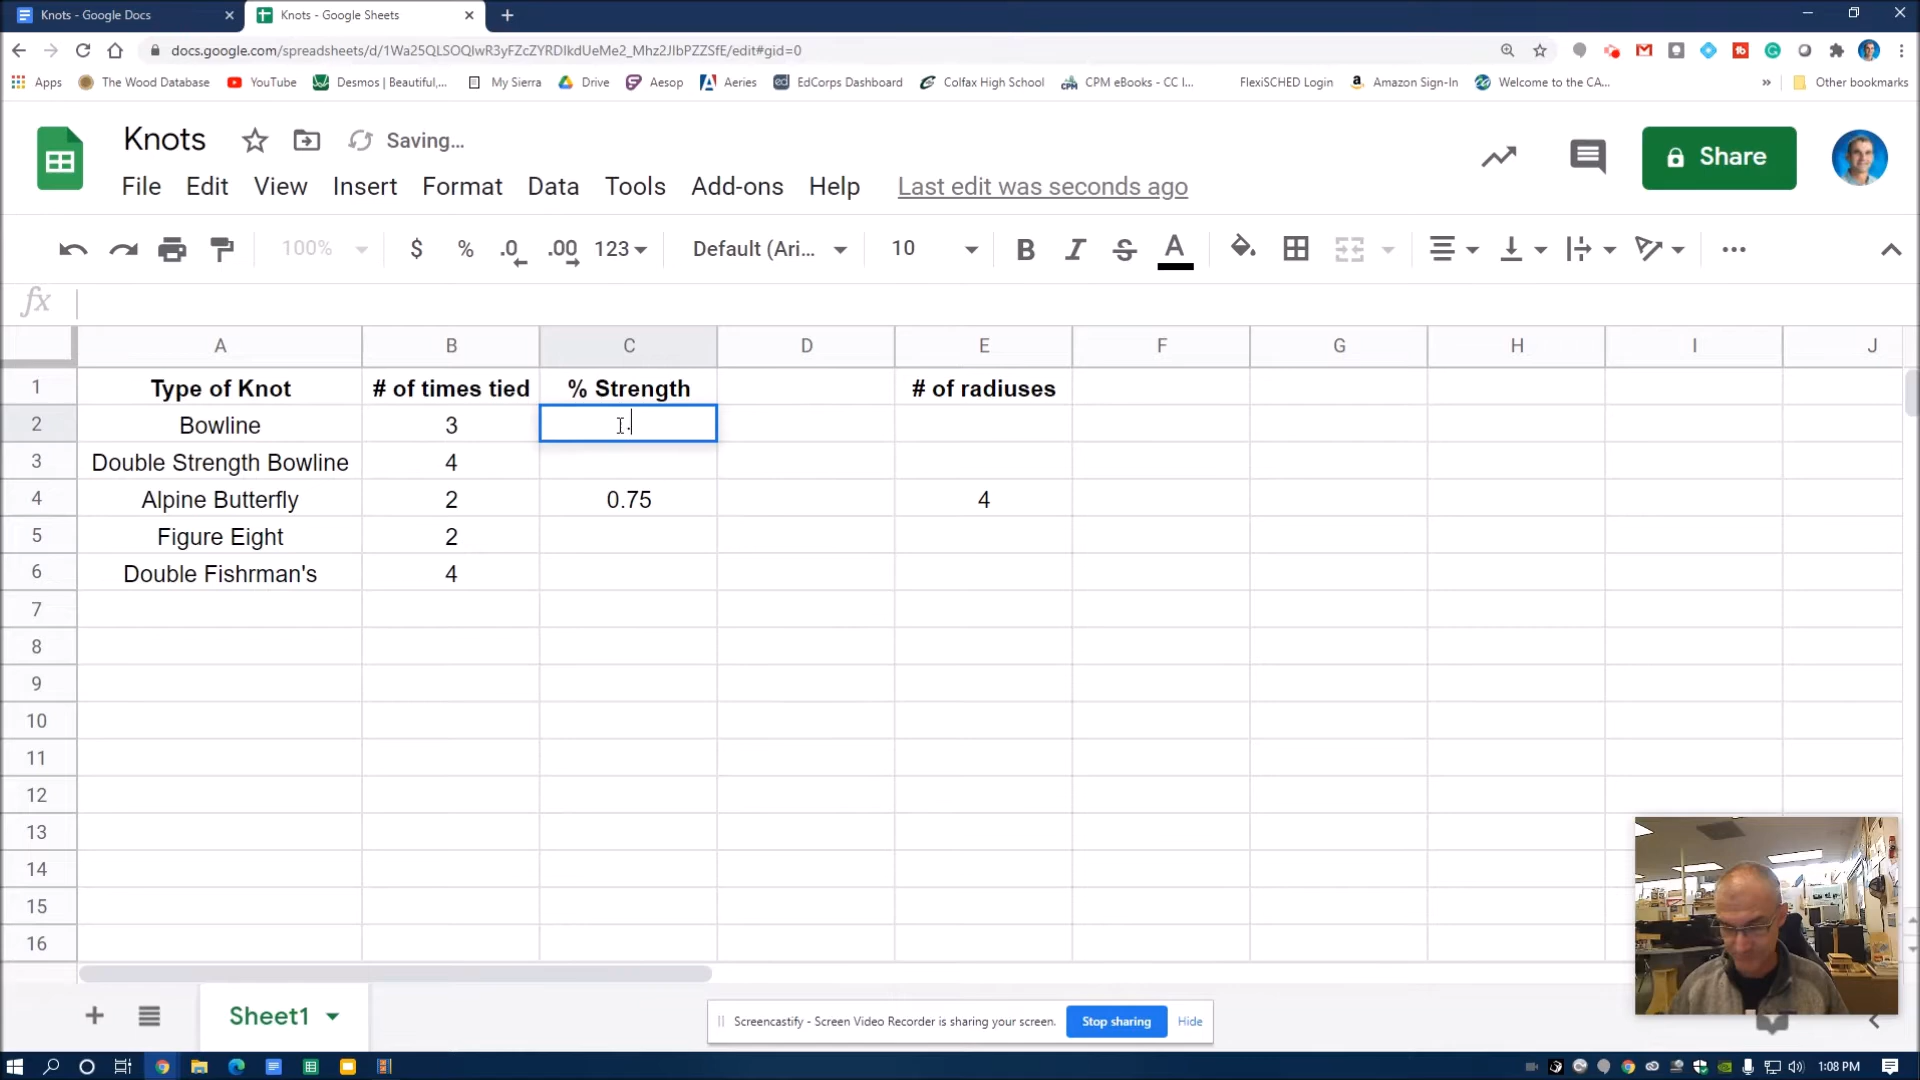 Knots - Google Docs
Knots - Google Sheets
docs.google.com/spreadsheets/d/1Wa25QLSOQIwR3yFZcZYRDIkdUeMe2_Mhz2JIbPZZSfE/edit#gid=0
Apps
The Wood Database
YouTube
Desmos | Beautiful,...
My Sierra
Drive
Aesop
Aeries
EdCorps Dashboard
Colfax High School
CPM eBooks - CC I...
FlexiSCHED Login
Amazon Sign-In
Welcome to the CA...
»
Other bookmarks
Knots
Saving...
Share
File Edit View Insert Format Data Tools Add-ons Help Last edit was seconds ago
100% $ % .0 .00 123 Default (Ari... 10 B I S A
fx
A B C D E F G H I J
1 Type of Knot # of times tied % Strength # of radiuses
2 Bowline 3 .
3 Double Strength Bowline 4
4 Alpine Butterfly 2 0.75 4
5 Figure Eight 2
6 Double Fishrman's 4
7
8
9
10
11
12
13
14
15
16
Sheet1
Screencastify - Screen Video Recorder is sharing your screen.
Stop sharing
Hide
1:08 PM